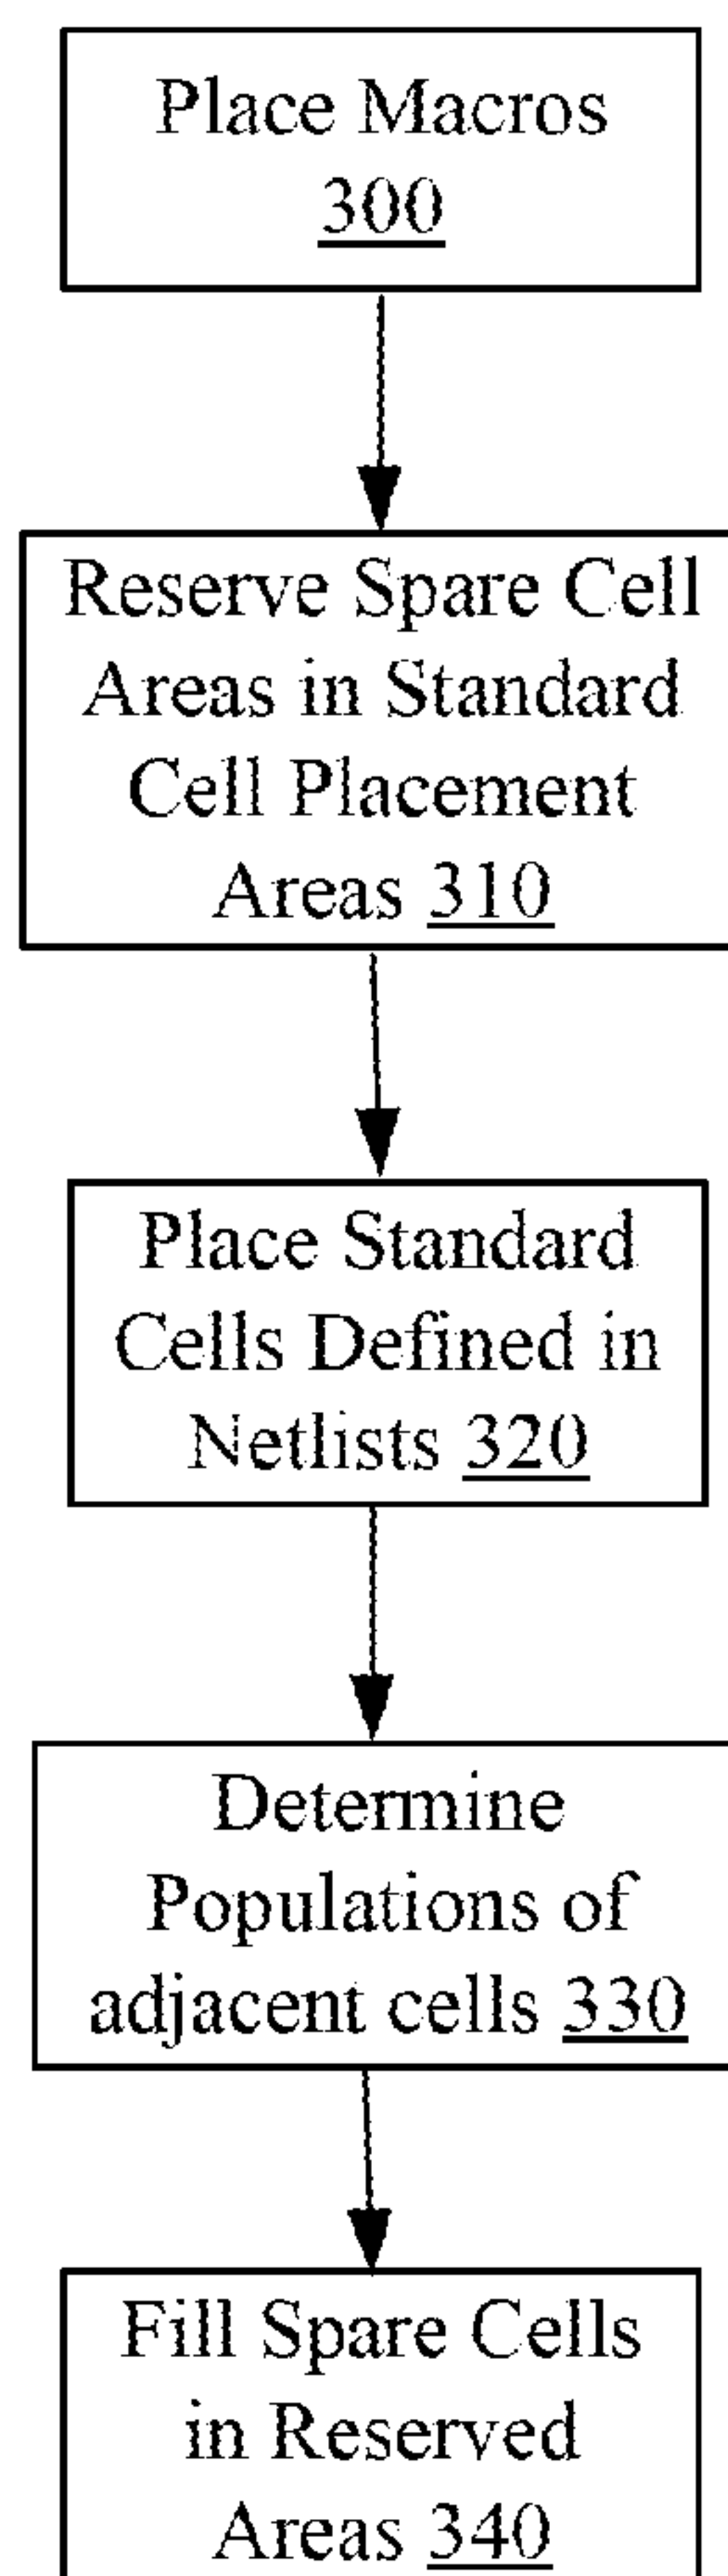 Place Macros
300
Reserve Spare Cell
Areas in Standard
Cell Placement
Areas 310
Place Standard
Cells Defined in
Netlists 320
Determine
Populations of
adjacent cells 330
Fill Spare Cells
in Reserved
Areas 340